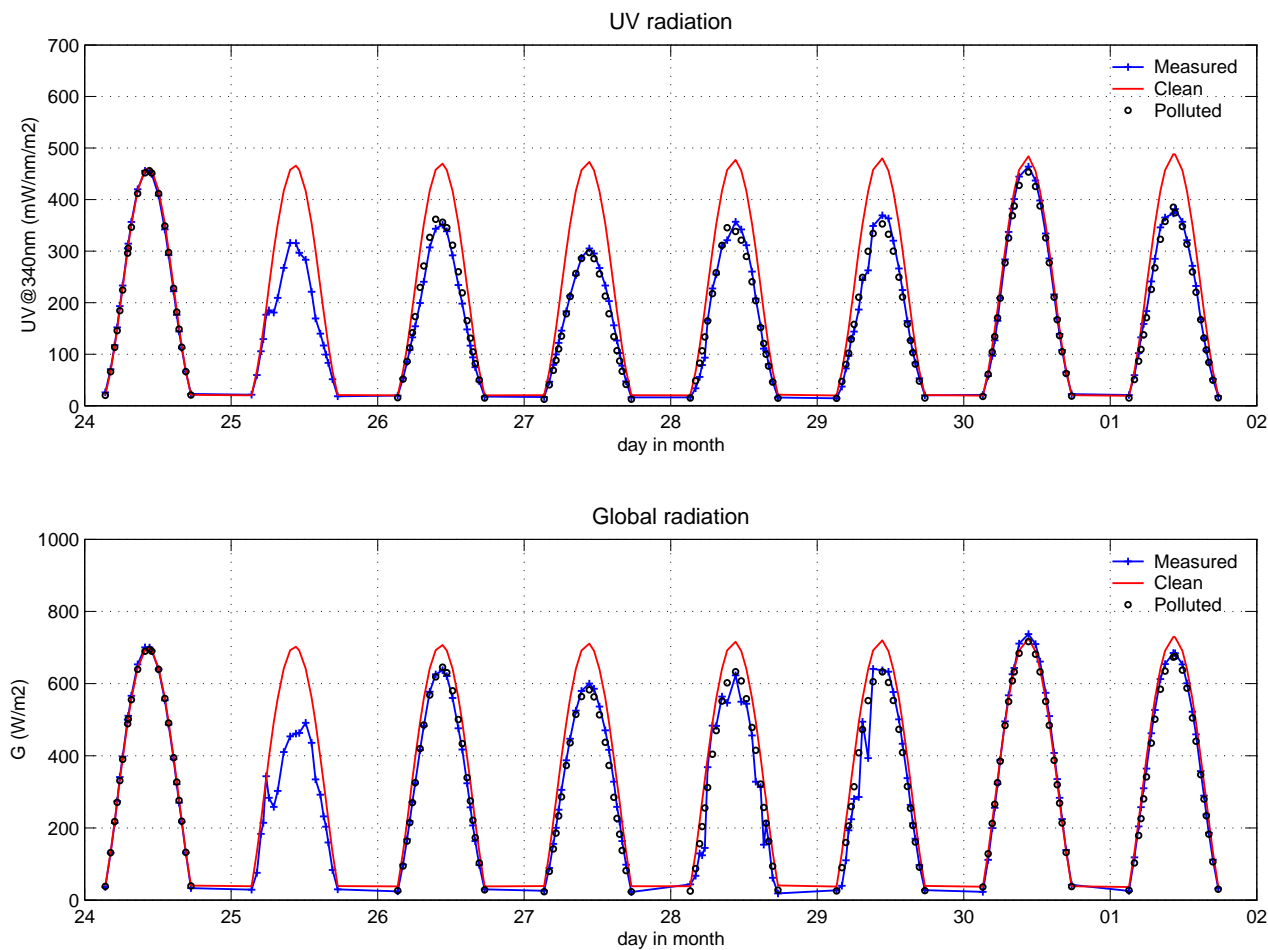 UV radiation
700
600
500
400
300
200
100
0
UV@340nm (mW/nm/m2)
Measured
Clean
Polluted
24 25 26 27 28 29 30 01 02
day in month
Global radiation
1000
800
600
400
200
0
G (W/m2)
Measured
Clean
Polluted
24 25 26 27 28 29 30 01 02
day in month